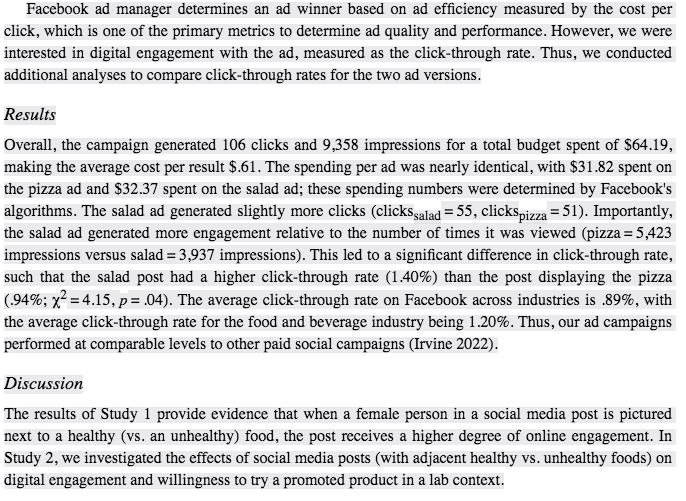 Facebook ad manager determines an ad winner based on ad efficiency measured by the cost per
click, which is one of the primary metrics to determine ad quality and performance. However, we were
interested in digital engagement with the ad, measured as the click-through rate. Thus, we conducted
additional analyses to compare click-through rates for the two ad versions.
Results
Overall, the campaign generated 106 clicks and 9,358 impressions for a total budget spent of $64.19,
making the average cost per result $.61. The spending per ad was nearly identical, with $31.82 spent on
the pizza ad and $32.37 spent on the salad ad; these spending numbers were determined by Facebook's
algorithms. The salad ad generated slightly more clicks (clicks_salad = 55, clicks_pizza = 51). Importantly,
the salad ad generated more engagement relative to the number of times it was viewed (pizza = 5,423
impressions versus salad = 3,937 impressions). This led to a significant difference in click-through rate,
such that the salad post had a higher click-through rate (1.40%) than the post displaying the pizza
(.94%; χ² = 4.15, p = .04). The average click-through rate on Facebook across industries is .89%, with
the average click-through rate for the food and beverage industry being 1.20%. Thus, our ad campaigns
performed at comparable levels to other paid social campaigns (Irvine 2022).
Discussion
The results of Study 1 provide evidence that when a female person in a social media post is pictured
next to a healthy (vs. an unhealthy) food, the post receives a higher degree of online engagement. In
Study 2, we investigated the effects of social media posts (with adjacent healthy vs. unhealthy foods) on
digital engagement and willingness to try a promoted product in a lab context.